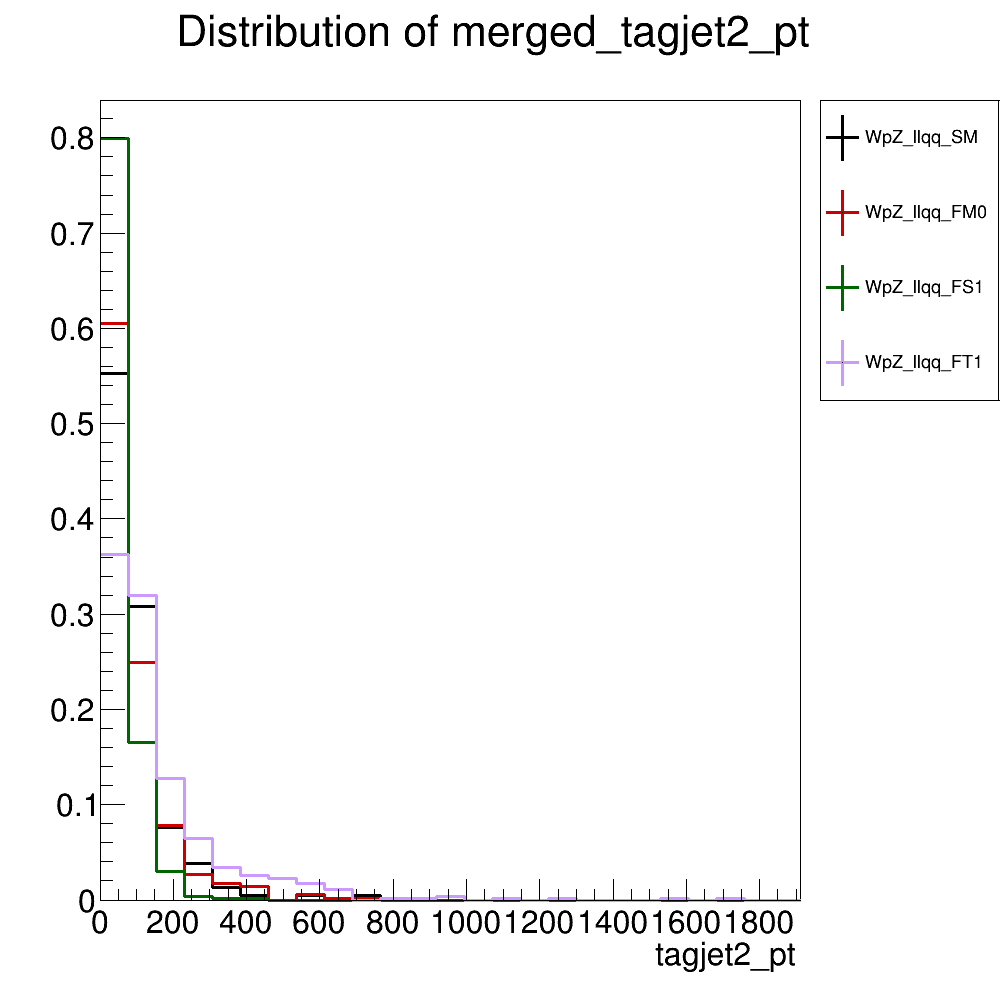 Distribution of merged_tagjet2_pt
WpZ_llqq_SM
WpZ_llqq_FM0
WpZ_llqq_FS1
WpZ_llqq_FT1
0.8
0.7
0.6
0.5
0.4
0.3
0.2
0.1
0
0 200 400 600 800 1000 1200 1400 1600 1800
tagjet2_pt